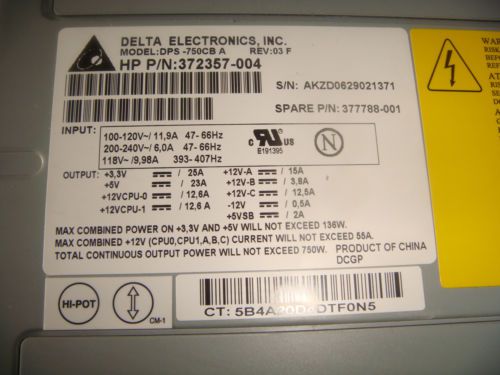 DELTA ELECTRONICS, INC.
MODEL:DPS -750CB A REV:03 F
HP P/N:372357-004
S/N: AKZD0629021371
SPARE P/N:377788-001
INPUT:
100-120V~/ 11,9A 47- 66Hz
200-240V~/ 6,0A 47- 66Hz
118V~/ 9,98A 393- 407Hz
C US
E191395
N
OUTPUT: +3,3V / 25A +12V-A / 15A
+5V / 23A +12V-B / 3,8A
+12VCPU-0 / 12,6A +12V-C / 12,5A
+12VCPU-1 / 12,6 A -12V / 0,5A
+5VSB / 2A
MAX COMBINED POWER ON +3,3V AND +5V WILL NOT EXCEED 136W.
MAX COMBINED +12V (CPU0,CPU1,A,B,C) CURRENT WILL NOT EXCEED 55A.
TOTAL CONTINUOUS OUTPUT POWER WILL NOT EXCEED 750W.
PRODUCT OF CHINA
DCGP
HI-POT
CM-1